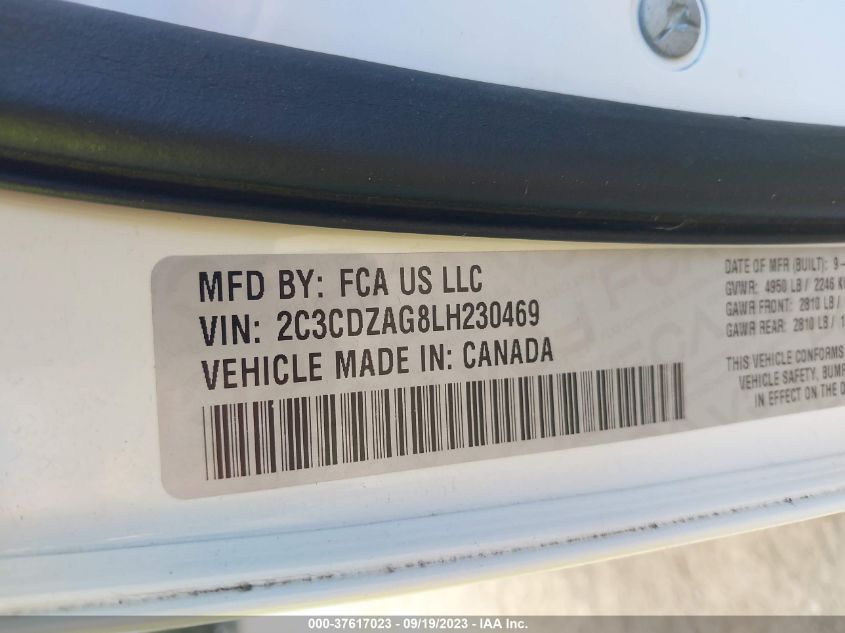 MFD BY: FCA US LLC
VIN: 2C3CDZAG8LH230469
VEHICLE MADE IN: CANADA
DATE OF MFR (BUILT): 9-
GVWR: 4950 LB / 2246 K
GAWR FRONT: 2810 LB /
GAWR REAR: 2810 LB / 1
THIS VEHICLE CONFORMS
VEHICLE SAFETY, BUMP
IN EFFECT ON THE D
000-37617023 - 09/19/2023 - IAA Inc.